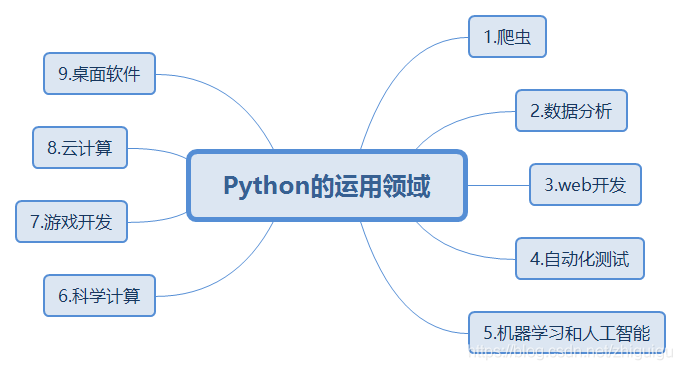 Python的运用领域
1.爬虫
2.数据分析
3.web开发
4.自动化测试
5.机器学习和人工智能
6.科学计算
7.游戏开发
8.云计算
9.桌面软件
https://blog.csdn.net/zhiguigu